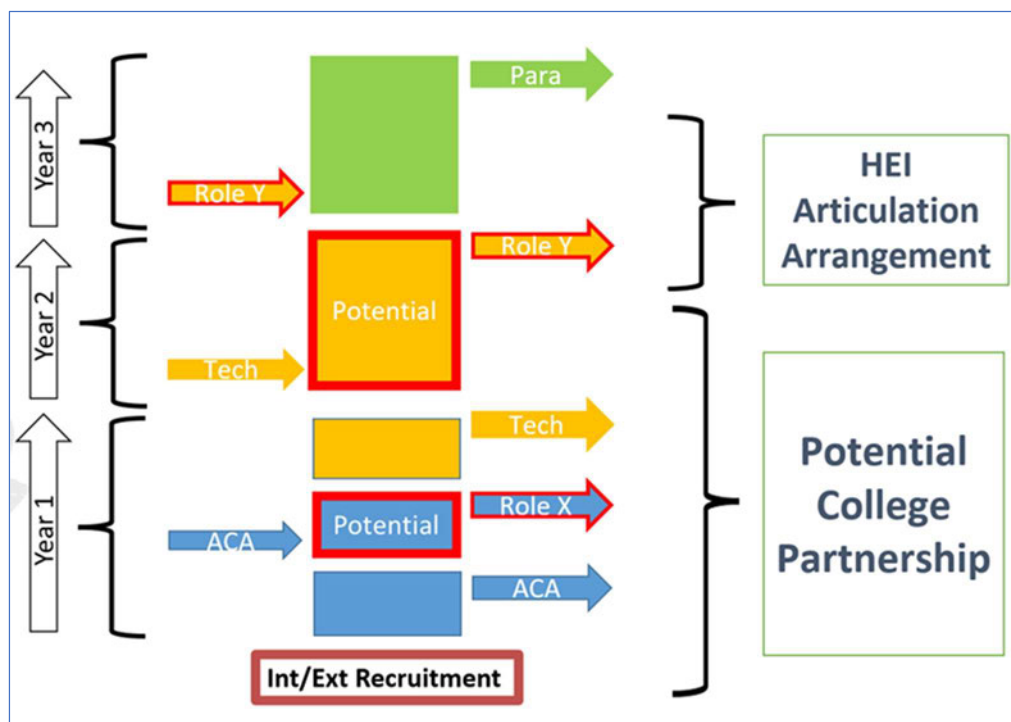 Year 3
Para
Role Y
HEI
Articulation
Arrangement
Year 2
Role Y
Potential
Tech
Year 1
Tech
Potential
Role X
ACA
ACA
Potential
College
Partnership
Int/Ext Recruitment